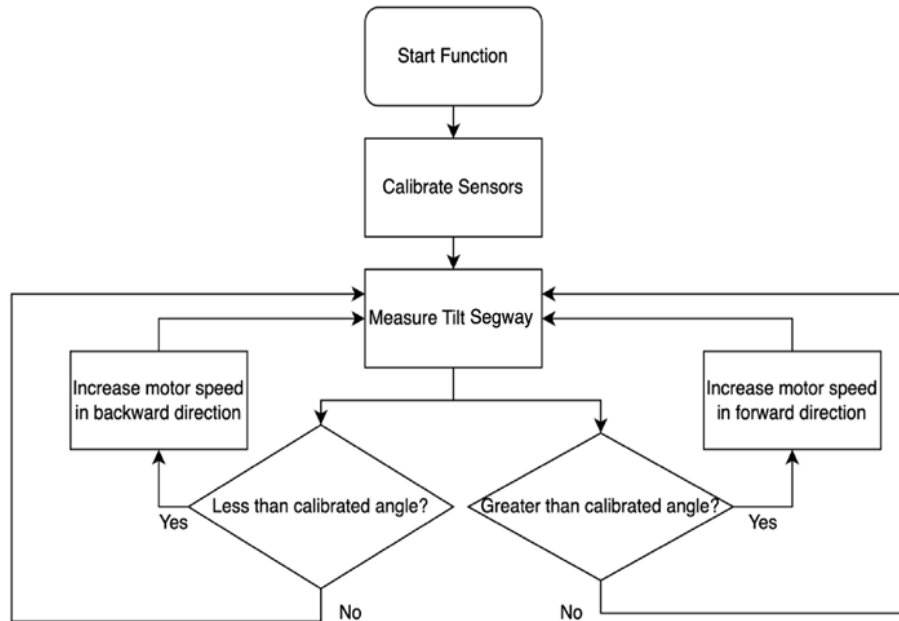 Start Function
Calibrate Sensors
Measure Tilt Segway
Increase motor speed
in backward direction
Increase motor speed
in forward direction
Less than calibrated angle?
Greater than calibrated angle?
Yes
Yes
No
No